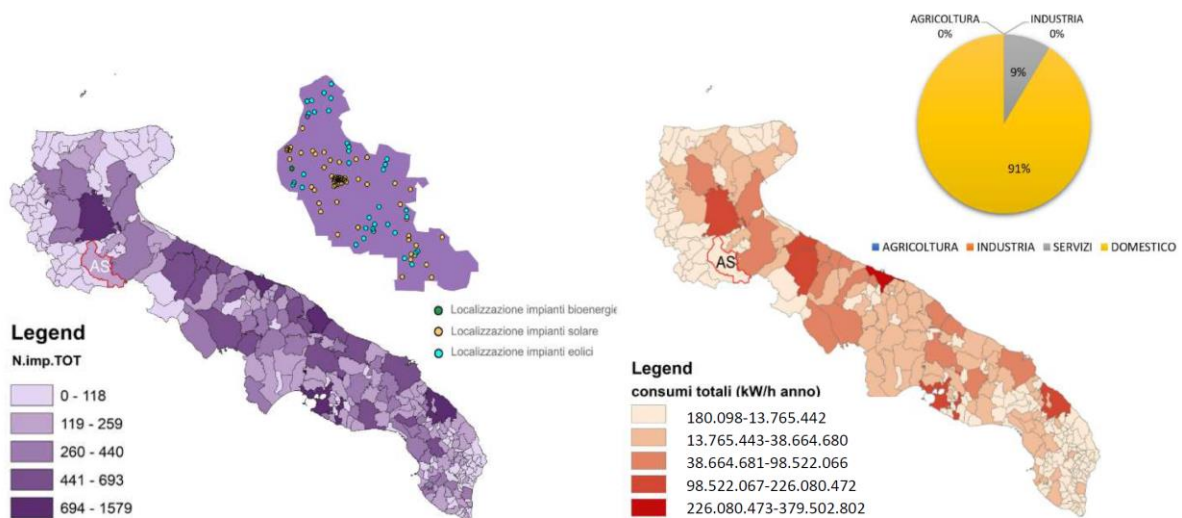 AS
Localizzazione impianti bioenergie
Localizzazione impianti solare
Localizzazione impianti eolici
Legend
N.imp.TOT
0 - 118
119 - 259
260 - 440
441 - 693
694 - 1579
AGRICOLTURA
0%
INDUSTRIA
0%
9%
91%
AGRICOLTURA INDUSTRIA SERVIZI DOMESTICO
AS
Legend
consumi totali (kW/h anno)
180.098-13.765.442
13.765.443-38.664.680
38.664.681-98.522.066
98.522.067-226.080.472
226.080.473-379.502.802